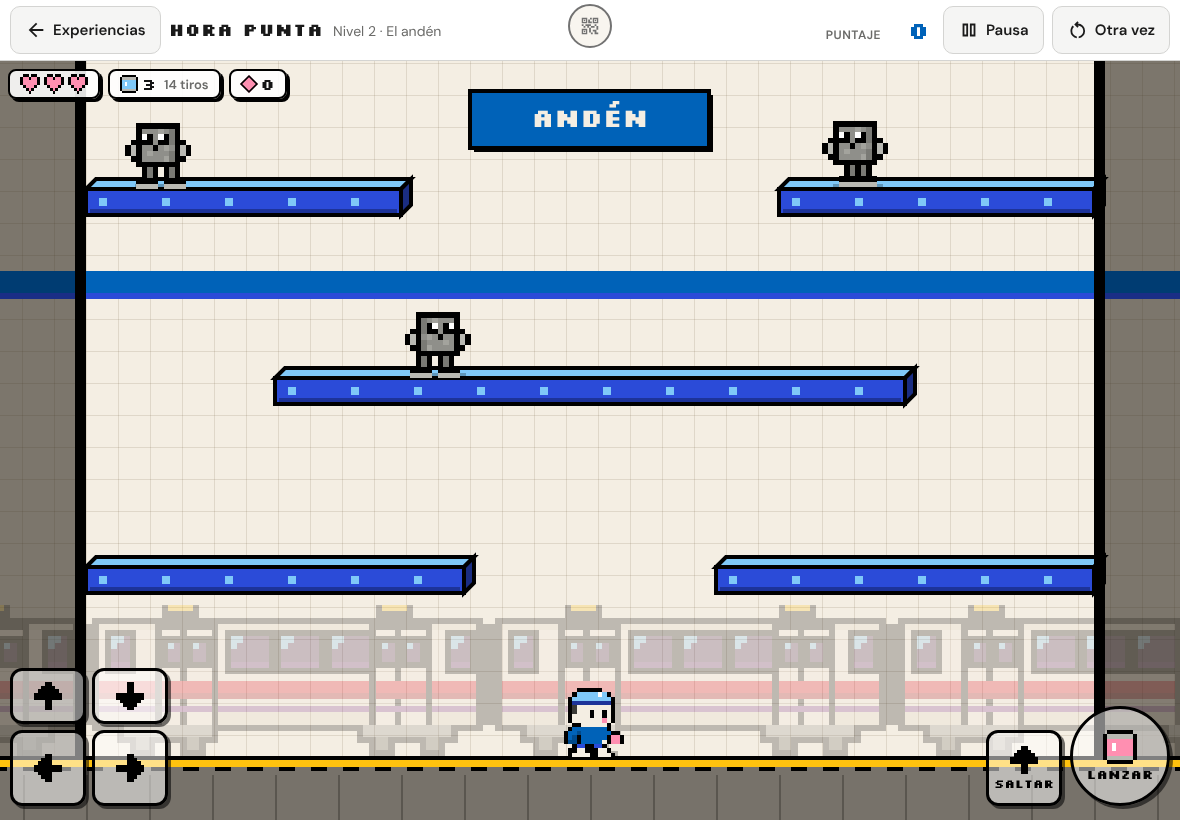 Experiencias
HORA PUNTA
Nivel 2 · El andén
PUNTAJE
0
Pausa
Otra vez
3
14 tiros
0
ANDÉN
SALTAR
LANZAR